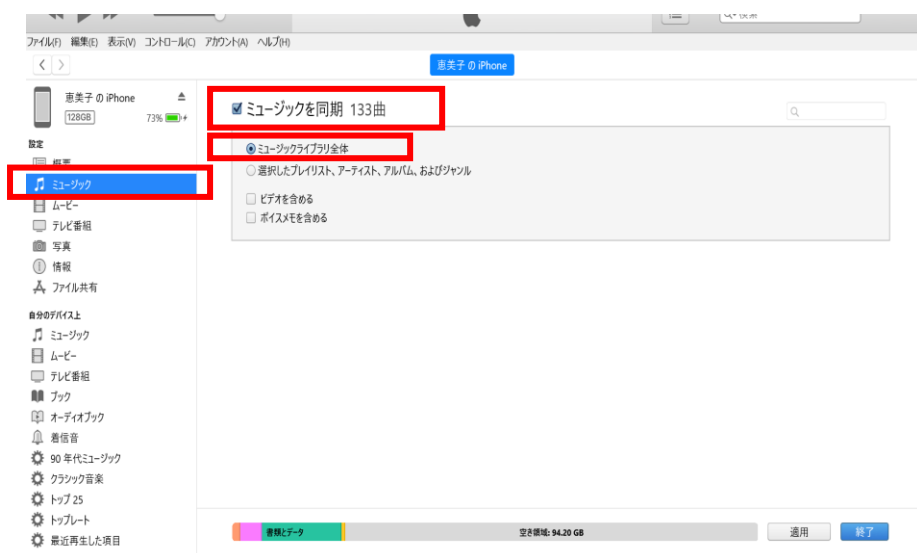 検索
ファイル(F) 編集(E) 表示(V) コントロール(C) アカウント(A) ヘルプ(H)
恵美子 の iPhone
恵美子 の iPhone
128GB 73%
ミュージックを同期 133曲
設定
ミュージックライブラリ全体
概要
選択したプレイリスト、アーティスト、アルバム、およびジャンル
ミュージック
ビデオを含める
ムービー
ボイスメモを含める
テレビ番組
写真
情報
ファイル共有
自分のデバイス上
ミュージック
ムービー
テレビ番組
ブック
オーディオブック
着信音
90 年代ミュージック
クラシック音楽
トップ 25
トップレート
最近再生した項目
書類とデータ 空き領域: 94.20 GB 適用 終了